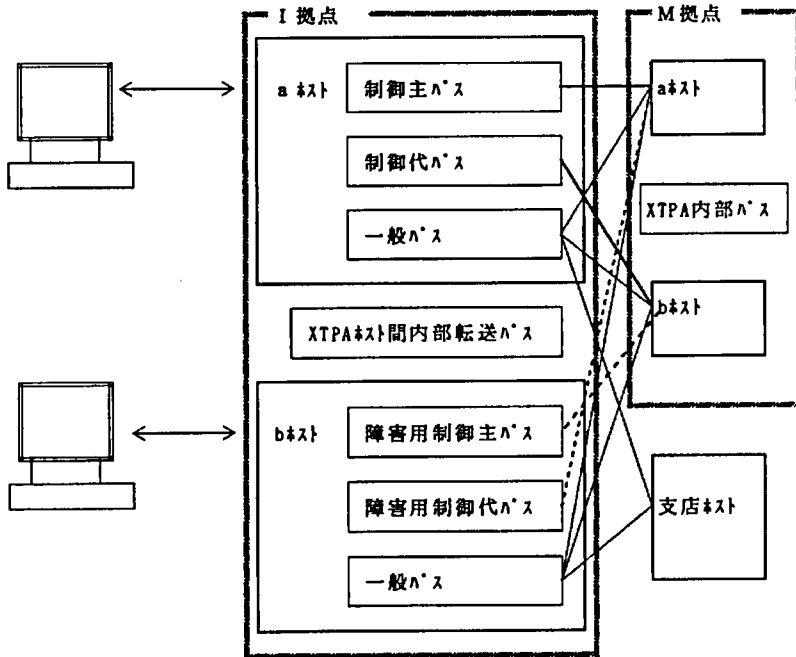 I 拠点
M拠点
aホスト
制御主パス
制御代パス
一般パス
XTPAホスト間内部転送パス
bホスト
障害用制御主パス
障害用制御代パス
一般パス
aホスト
XTPA内部パス
bホスト
支店ホスト